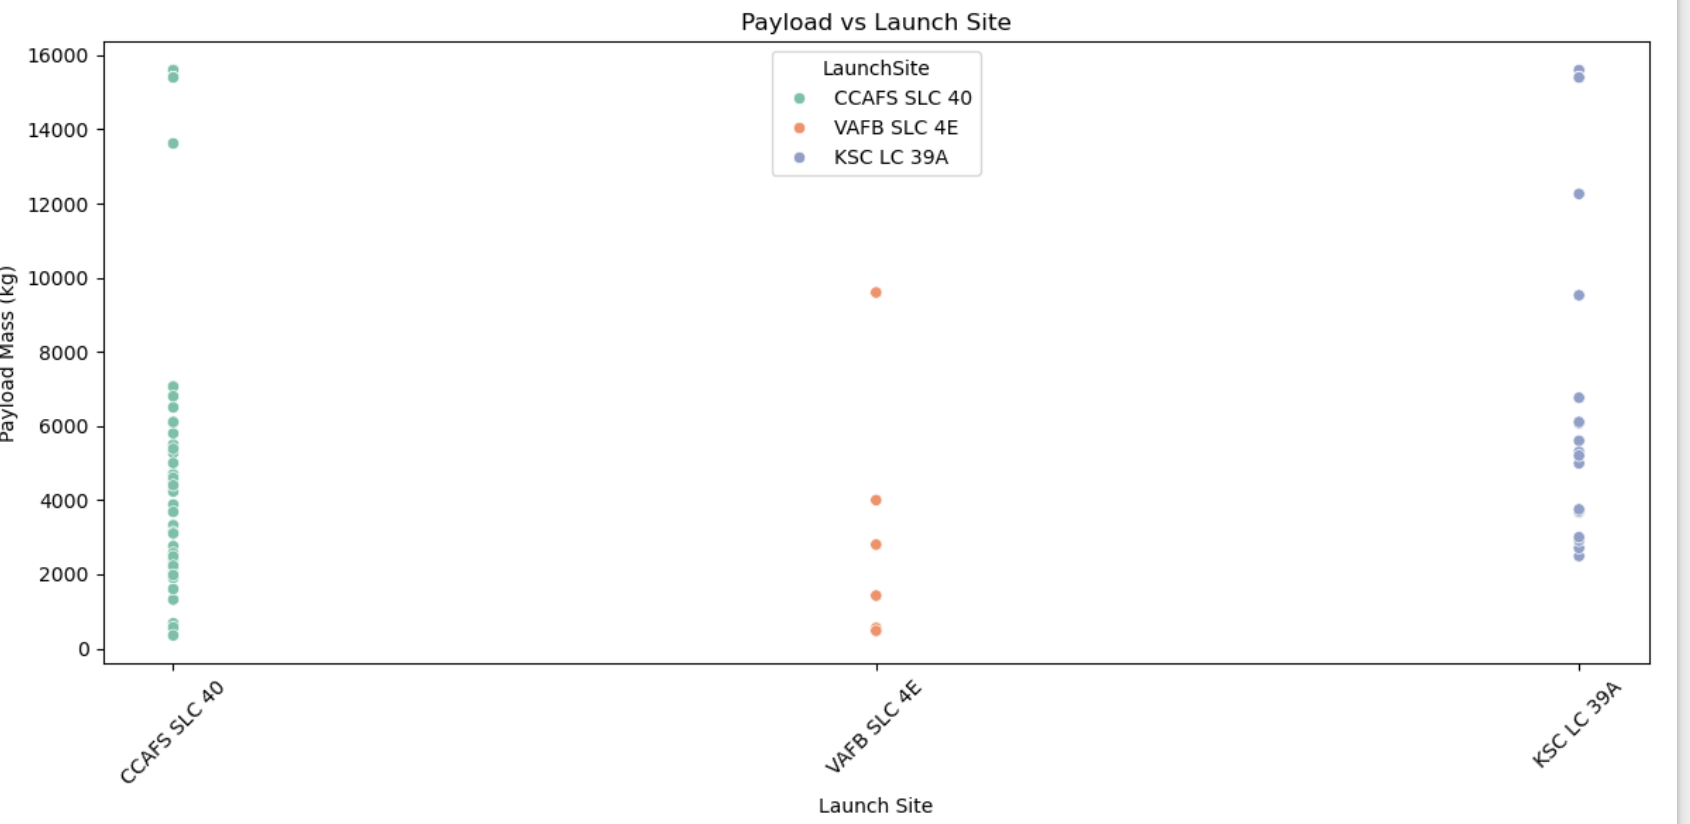 Payload vs Launch Site
LaunchSite
CCAFS SLC 40
VAFB SLC 4E
KSC LC 39A
Payload Mass (kg)
16000
14000
12000
10000
8000
6000
4000
2000
0
CCAFS SLC 40
VAFB SLC 4E
KSC LC 39A
Launch Site